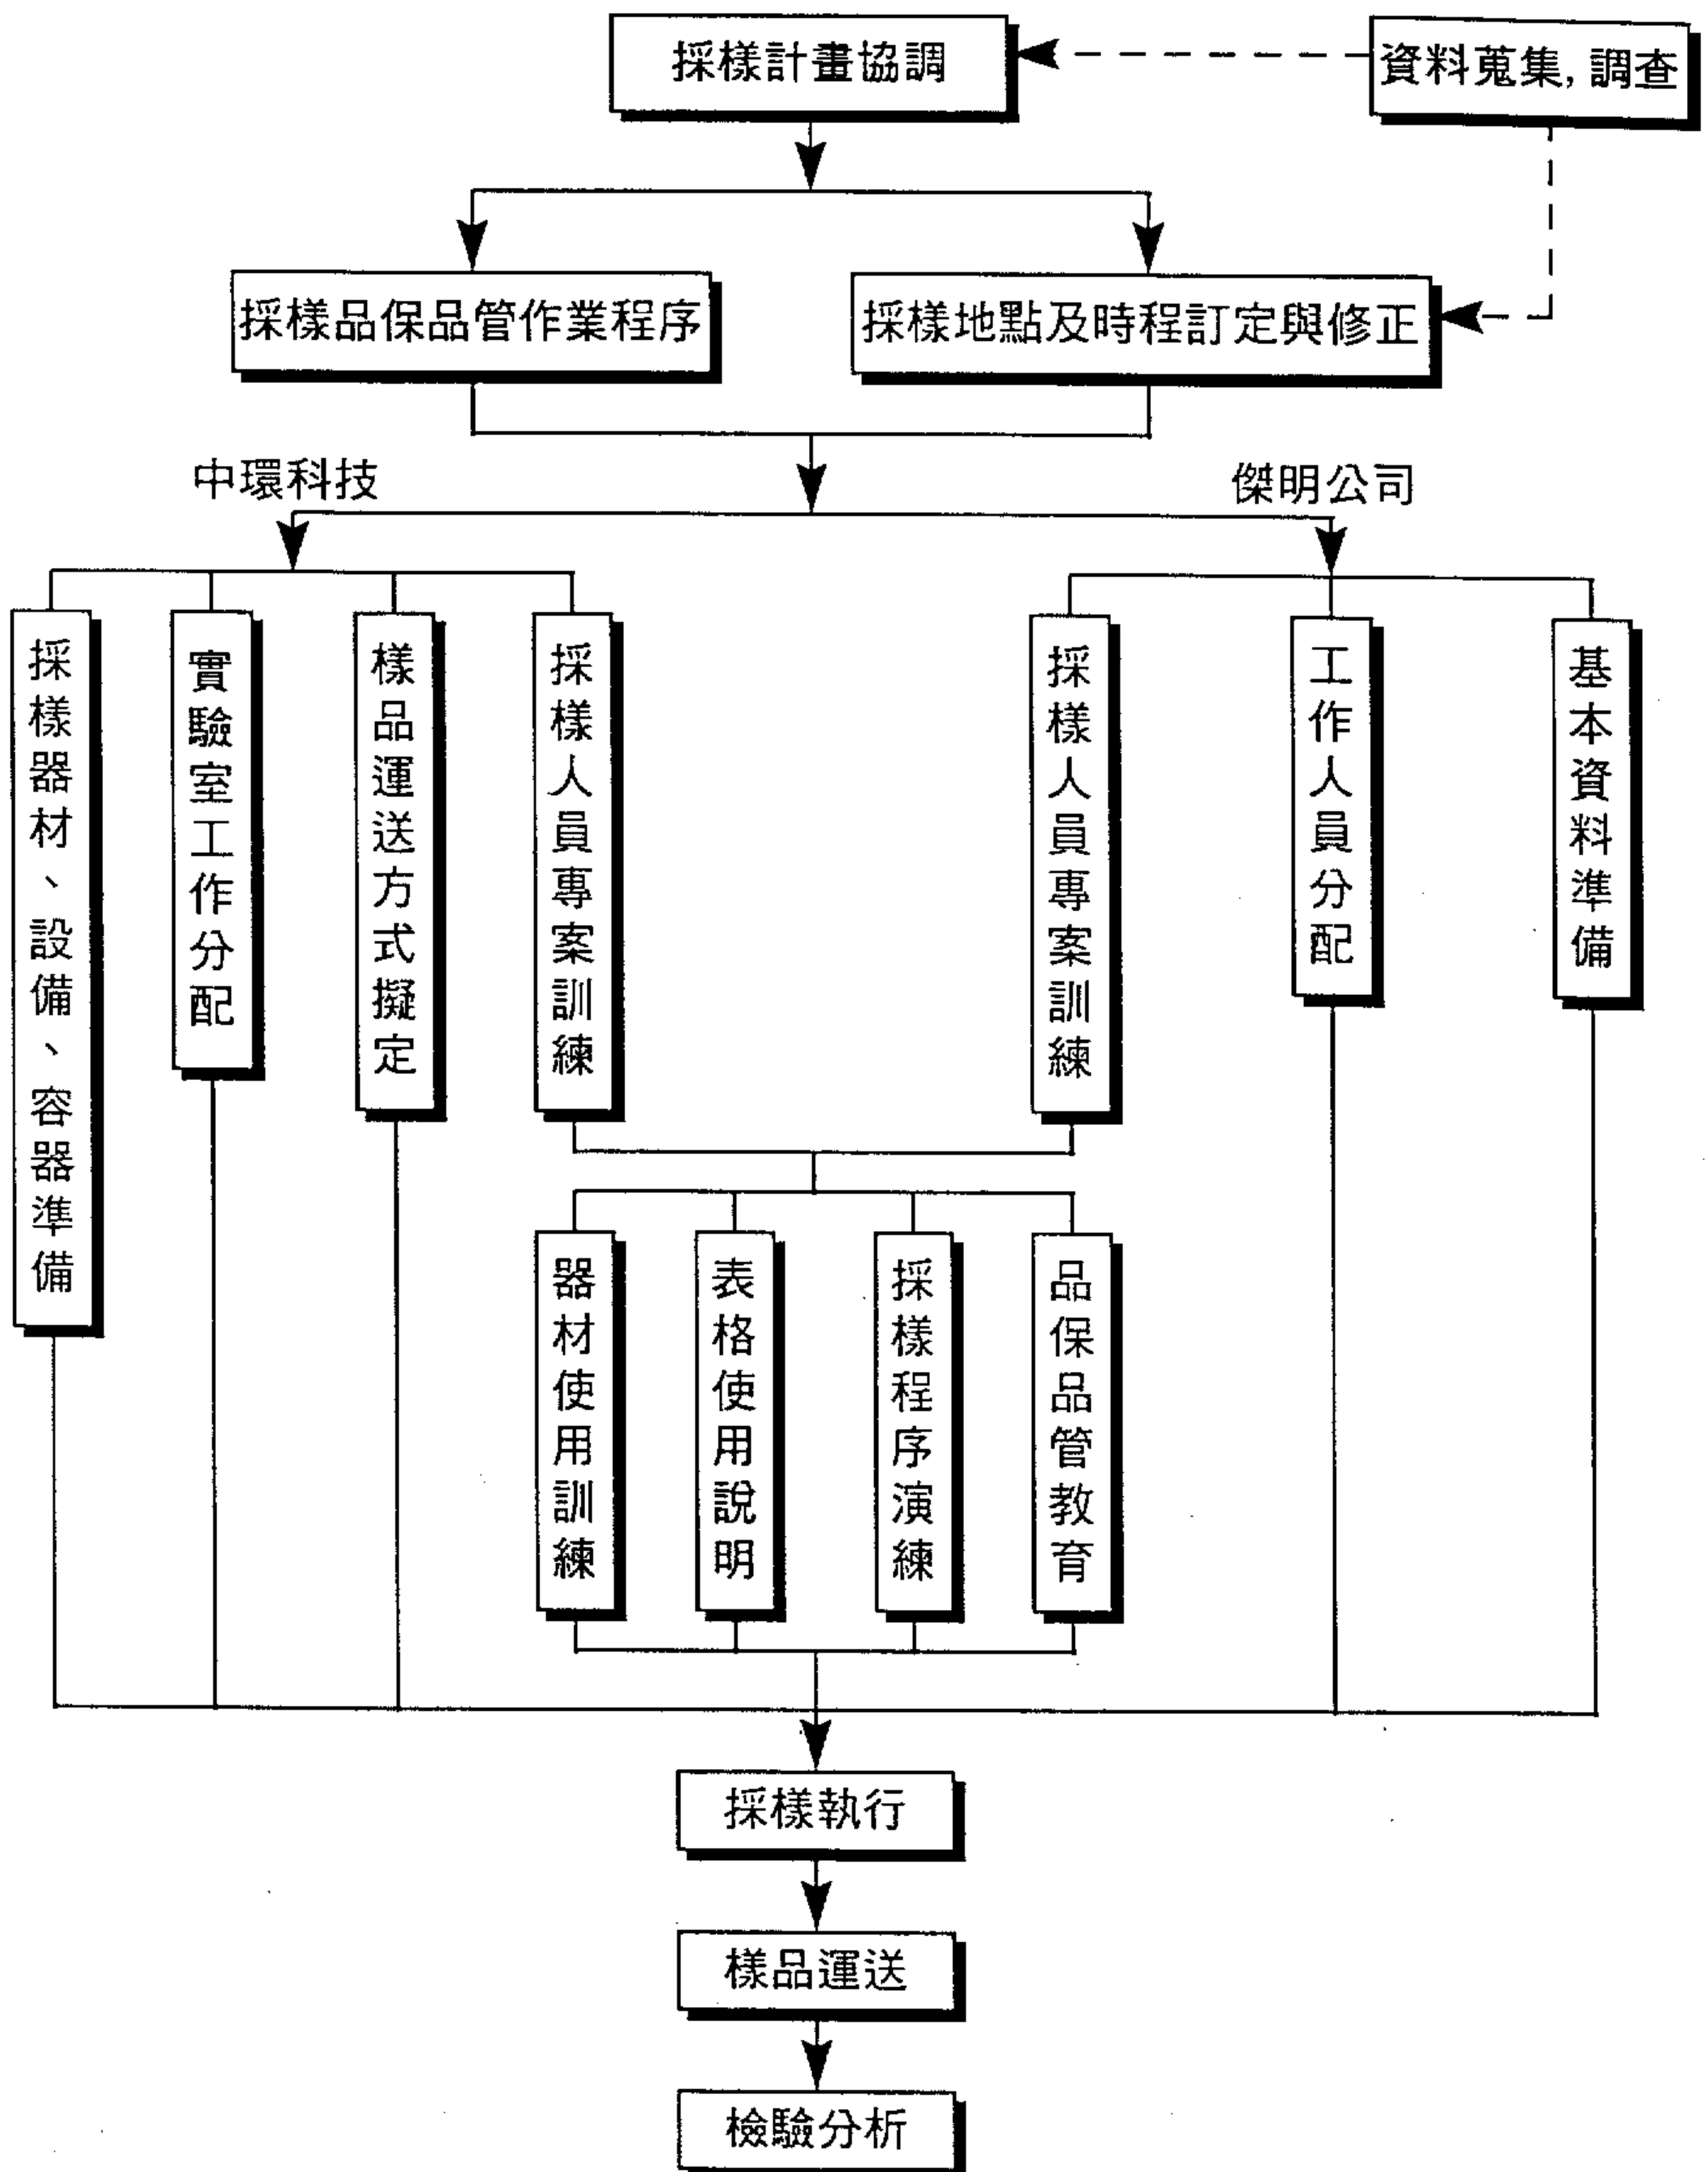 採樣計畫協調
資料蒐集,調查
採樣品保品管作業程序
採樣地點及時程訂定與修正
中環科技
傑明公司
採樣器材、設備、容器準備
實驗室工作分配
樣品運送方式擬定
採樣人員專案訓練
採樣人員專案訓練
工作人員分配
基本資料準備
器材使用訓練
表格使用說明
採樣程序演練
品保品管教育
採樣執行
樣品運送
檢驗分析